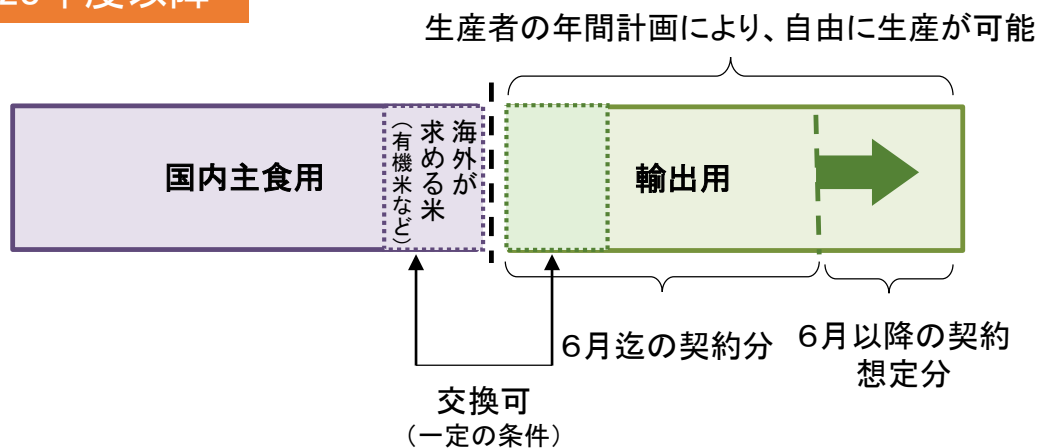 生産者の年間計画により、自由に生産が可能
国内主食用
海外が
求める米
（有機米など）
輸出用
６月迄の契約分
６月以降の契約
想定分
交換可
（一定の条件）